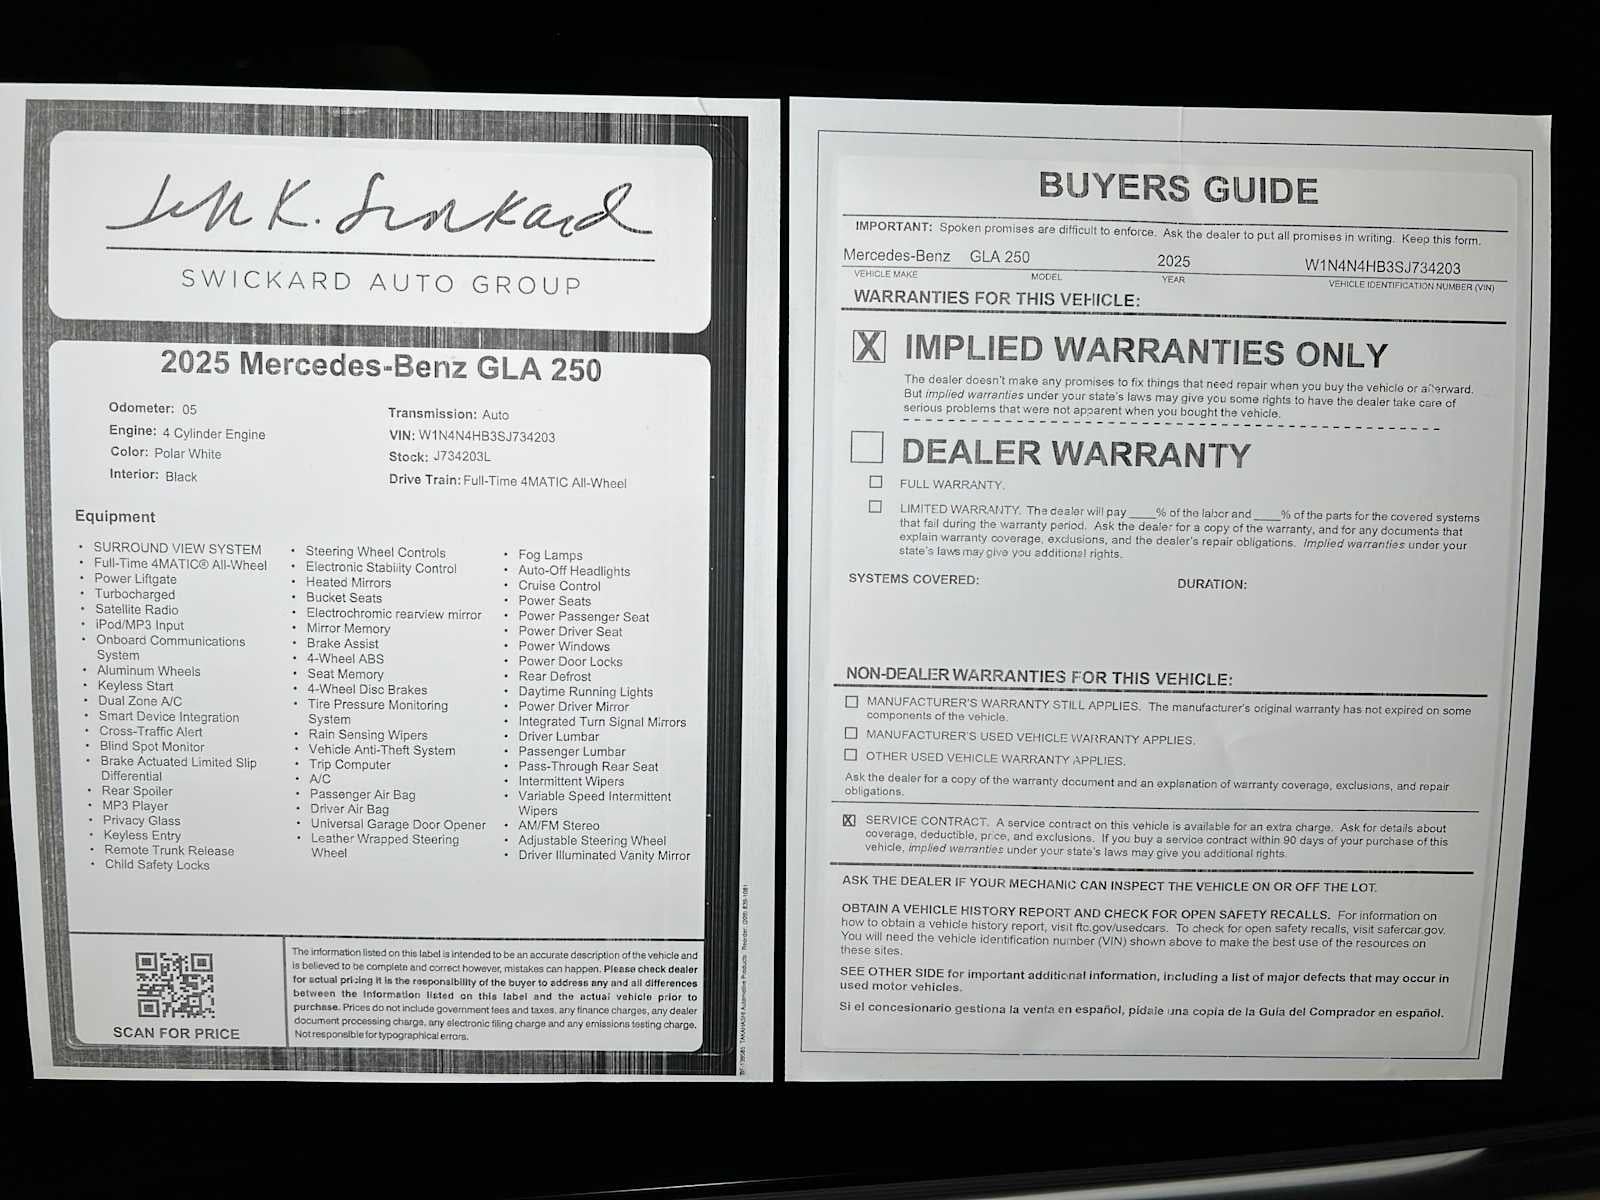 Jeff K. Swickard
SWICKARD AUTO GROUP
2025 Mercedes-Benz GLA 250
Odometer: 05
Engine: 4 Cylinder Engine
Color: Polar White
Interior: Black
Transmission: Auto
VIN: W1N4N4HB3SJ734203
Stock: J734203L
Drive Train: Full-Time 4MATIC All-Wheel
Equipment
• SURROUND VIEW SYSTEM
• Full-Time 4MATIC® All-Wheel
• Power Liftgate
• Turbocharged
• Satellite Radio
• iPod/MP3 Input
• Onboard Communications
System
• Aluminum Wheels
• Keyless Start
• Dual Zone A/C
• Smart Device Integration
• Cross-Traffic Alert
• Blind Spot Monitor
• Brake Actuated Limited Slip
Differential
• Rear Spoiler
• MP3 Player
• Privacy Glass
• Keyless Entry
• Remote Trunk Release
• Child Safety Locks
• Steering Wheel Controls
• Electronic Stability Control
• Heated Mirrors
• Bucket Seats
• Electrochromic rearview mirror
• Mirror Memory
• Brake Assist
• 4-Wheel ABS
• Seat Memory
• 4-Wheel Disc Brakes
• Tire Pressure Monitoring
System
• Rain Sensing Wipers
• Vehicle Anti-Theft System
• Trip Computer
• A/C
• Passenger Air Bag
• Driver Air Bag
• Universal Garage Door Opener
• Leather Wrapped Steering
Wheel
• Fog Lamps
• Auto-Off Headlights
• Cruise Control
• Power Seats
• Power Passenger Seat
• Power Driver Seat
• Power Windows
• Power Door Locks
• Rear Defrost
• Daytime Running Lights
• Power Driver Mirror
• Integrated Turn Signal Mirrors
• Driver Lumbar
• Passenger Lumbar
• Pass-Through Rear Seat
• Intermittent Wipers
• Variable Speed Intermittent
Wipers
• AM/FM Stereo
• Adjustable Steering Wheel
• Driver Illuminated Vanity Mirror
SCAN FOR PRICE
The information listed on this label is intended to be an accurate description of the vehicle and
is believed to be complete and correct however, mistakes can happen. Please check dealer
for actual pricing it is the responsibility of the buyer to address any and all differences
between the information listed on this label and the actual vehicle prior to
purchase. Prices do not include government fees and taxes, any finance charges, any dealer
document processing charge, any electronic filing charge and any emissions testing charge.
Not responsible for typographical errors.
TAKAHASHI Automotive Products
BUYERS GUIDE
IMPORTANT: Spoken promises are difficult to enforce. Ask the dealer to put all promises in writing. Keep this form.
Mercedes-Benz GLA 250 2025 W1N4N4HB3SJ734203
VEHICLE MAKE MODEL YEAR VEHICLE IDENTIFICATION NUMBER (VIN)
WARRANTIES FOR THIS VEHICLE:
X IMPLIED WARRANTIES ONLY
The dealer doesn't make any promises to fix things that need repair when you buy the vehicle or afterward.
But implied warranties under your state's laws may give you some rights to have the dealer take care of
serious problems that were not apparent when you bought the vehicle.
DEALER WARRANTY
FULL WARRANTY.
LIMITED WARRANTY. The dealer will pay ____% of the labor and ____% of the parts for the covered systems
that fail during the warranty period. Ask the dealer for a copy of the warranty, and for any documents that
explain warranty coverage, exclusions, and the dealer's repair obligations. Implied warranties under your
state's laws may give you additional rights.
SYSTEMS COVERED: DURATION:
NON-DEALER WARRANTIES FOR THIS VEHICLE:
MANUFACTURER'S WARRANTY STILL APPLIES. The manufacturer's original warranty has not expired on some
components of the vehicle.
MANUFACTURER'S USED VEHICLE WARRANTY APPLIES.
OTHER USED VEHICLE WARRANTY APPLIES.
Ask the dealer for a copy of the warranty document and an explanation of warranty coverage, exclusions, and repair
obligations.
X SERVICE CONTRACT. A service contract on this vehicle is available for an extra charge. Ask for details about
coverage, deductible, price, and exclusions. If you buy a service contract within 90 days of your purchase of this
vehicle, implied warranties under your state's laws may give you additional rights.
ASK THE DEALER IF YOUR MECHANIC CAN INSPECT THE VEHICLE ON OR OFF THE LOT.
OBTAIN A VEHICLE HISTORY REPORT AND CHECK FOR OPEN SAFETY RECALLS. For information on
how to obtain a vehicle history report, visit ftc.gov/usedcars. To check for open safety recalls, visit safercar.gov.
You will need the vehicle identification number (VIN) shown above to make the best use of the resources on
these sites.
SEE OTHER SIDE for important additional information, including a list of major defects that may occur in
used motor vehicles.
Si el concesionario gestiona la venta en español, pídale una copia de la Guía del Comprador en español.